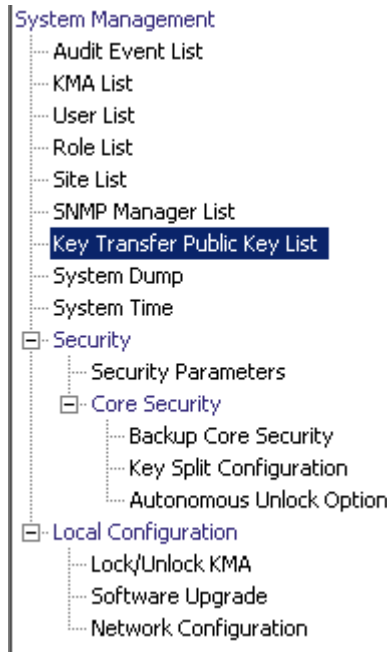 System Management
Audit Event List
KMA List
User List
Role List
Site List
SNMP Manager List
Key Transfer Public Key List
System Dump
System Time
Security
Security Parameters
Core Security
Backup Core Security
Key Split Configuration
Autonomous Unlock Option
Local Configuration
Lock/Unlock KMA
Software Upgrade
Network Configuration